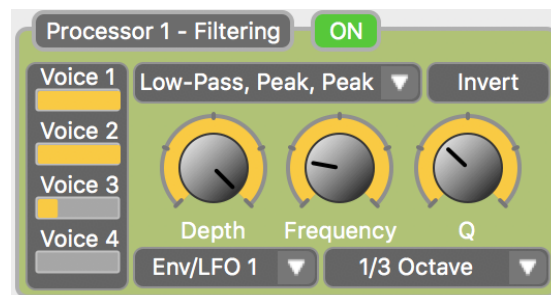 Processor 1 - Filtering
ON
Voice 1
Voice 2
Voice 3
Voice 4
Low-Pass, Peak, Peak
Invert
Depth
Frequency
Q
Env/LFO 1
1/3 Octave